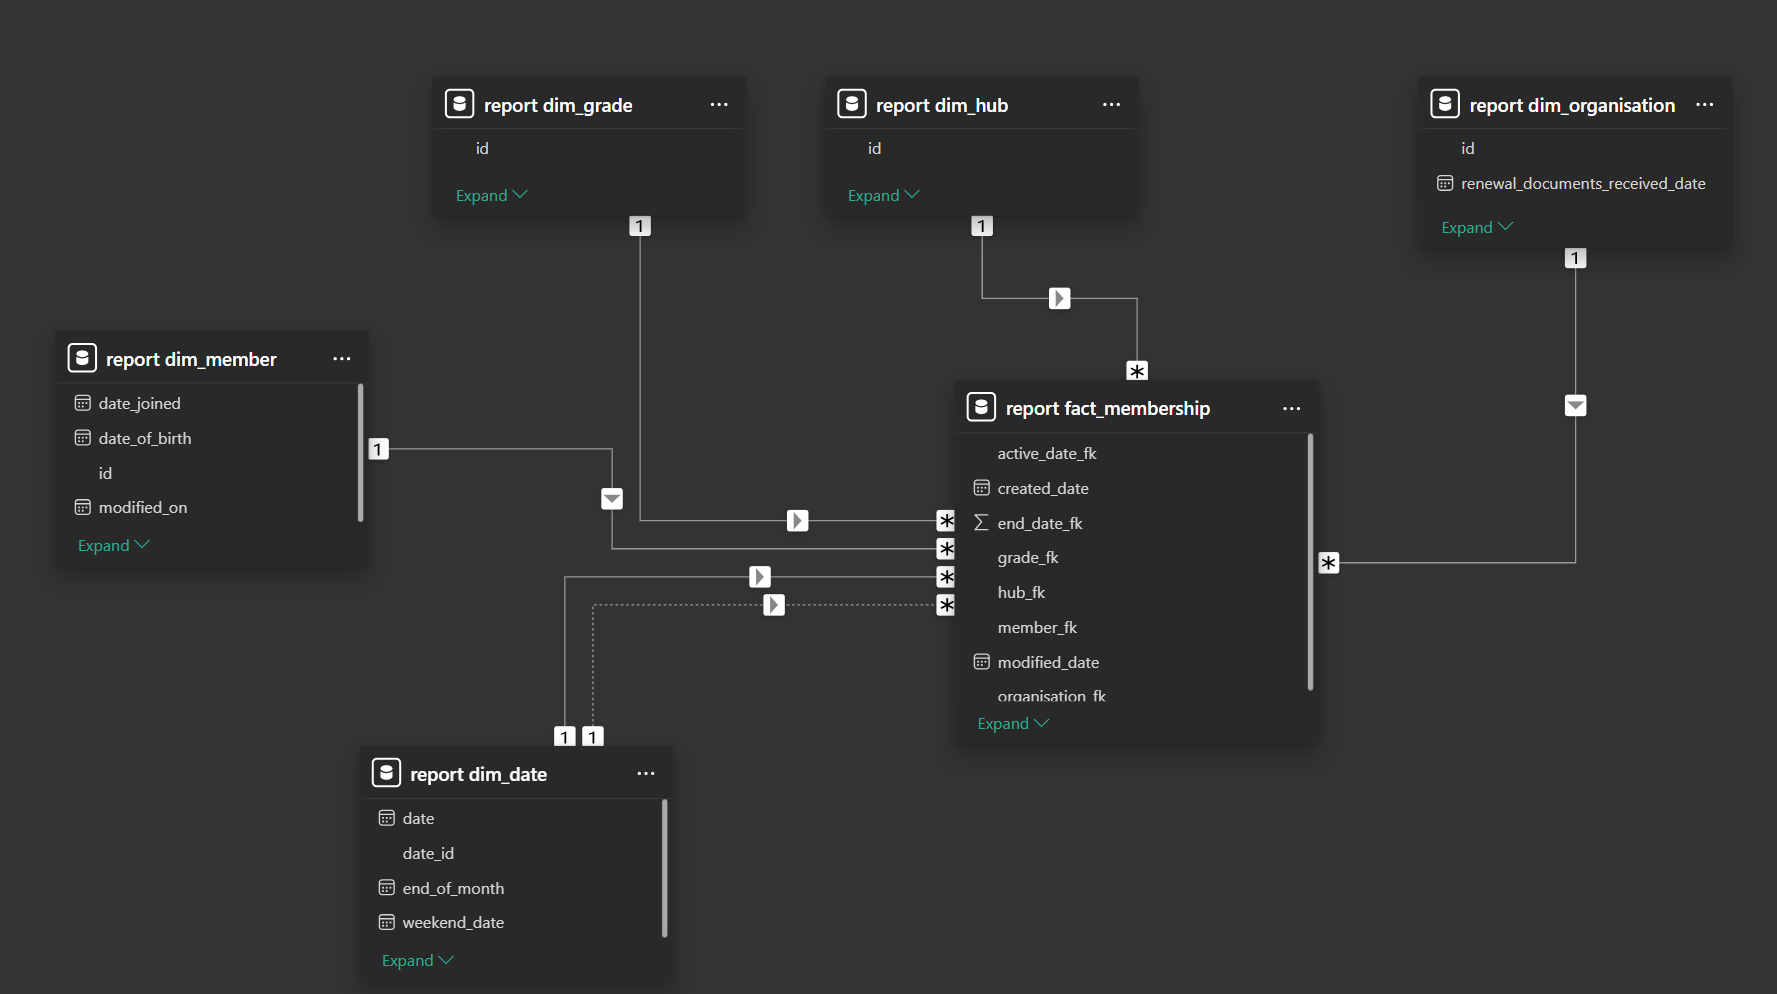 report dim_grade
id
Expand
1
report dim_hub
id
Expand
1
report dim_organisation
id
renewal_documents_received_date
Expand
1
report dim_member
date_joined
date_of_birth
id
modified_on
Expand
1
report fact_membership
active_date_fk
created_date
end_date_fk
grade_fk
hub_fk
member_fk
modified_date
organisation_fk
Expand
*
*
*
*
*
*
1 1
report dim_date
date
date_id
end_of_month
weekend_date
Expand